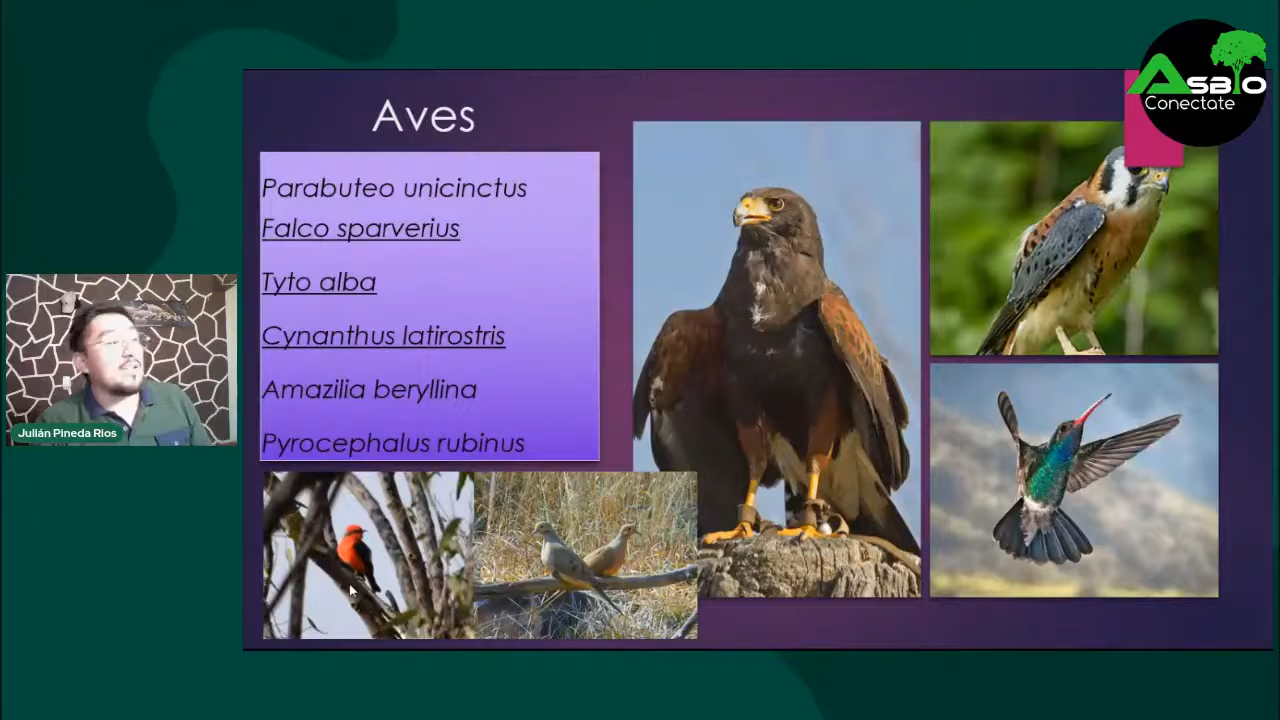 Aves
Parabuteo unicinctus
Falco sparverius
Tyto alba
Cynanthus latirostris
Amazilia beryllina
Pyrocephalus rubinus
Julián Pineda Rios
Asbio
Conectate